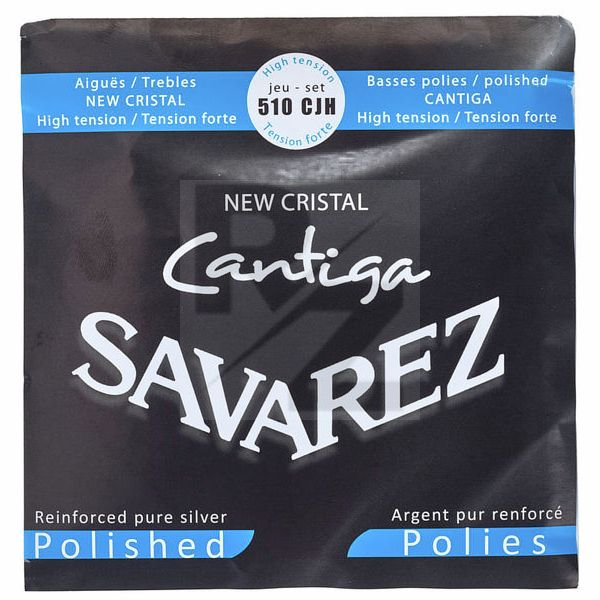 Aiguës / Trebles
NEW CRISTAL
High tension / Tension forte
High tension
jeu - set
510 CJH
Tension forte
Basses polies / polished
CANTIGA
High tension / Tension forte
NEW CRISTAL
Cantiga
SAVAREZ
Reinforced pure silver
Polished
Argent pur renforcé
Polies